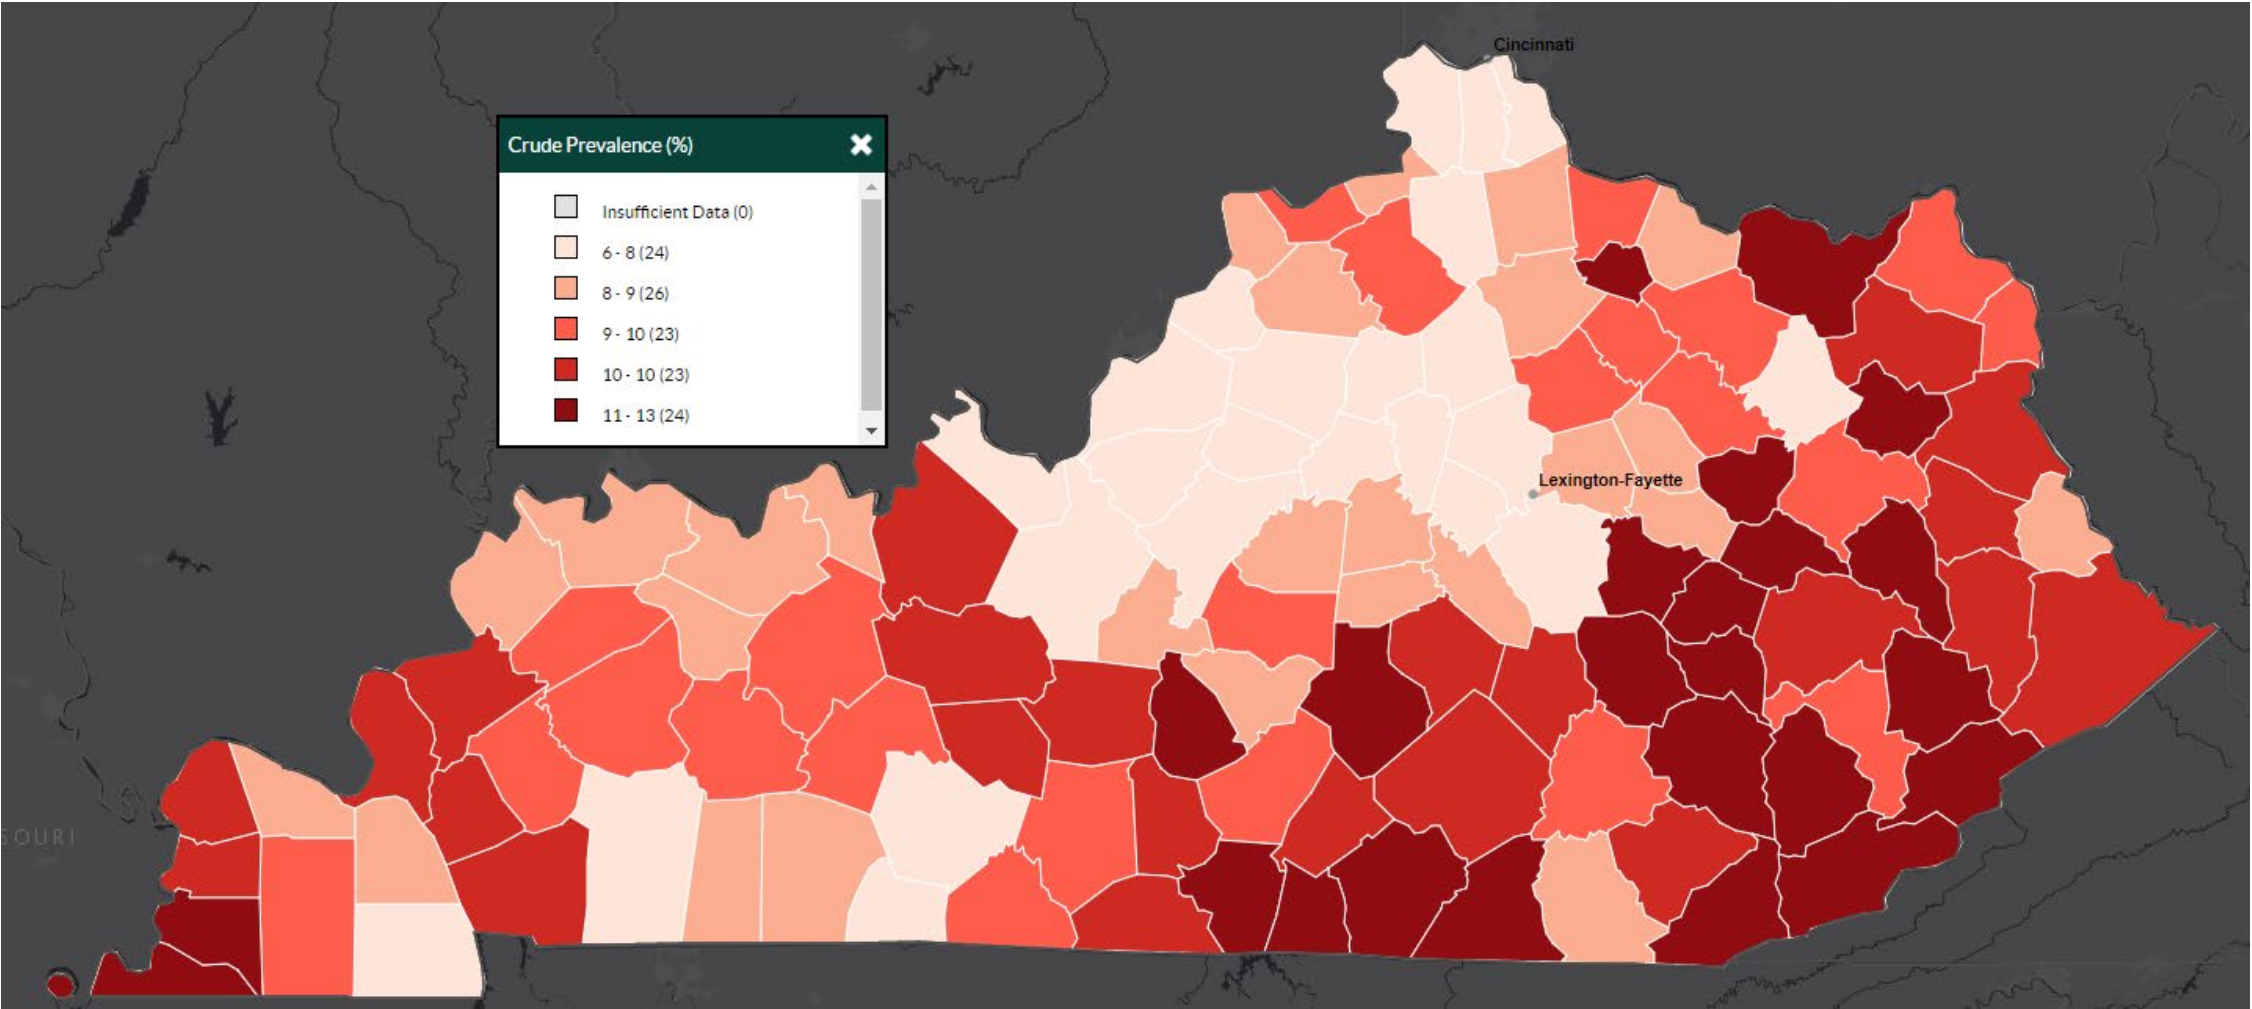 Cincinnati
Crude Prevalence (%)
Insufficient Data (0)
6 - 8 (24)
8 - 9 (26)
9 - 10 (23)
10 - 10 (23)
11 - 13 (24)
Lexington-Fayette
SOURI